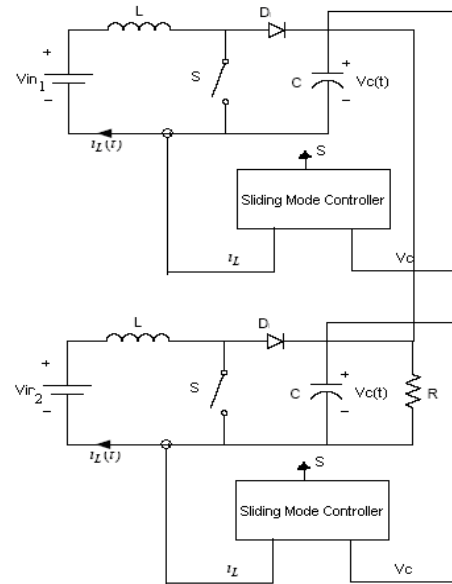 L
D
+
Vin1
−
S
C
+
Vc(t)
−
iL(t)
S
Sliding Mode Controller
iL
Vc
L
D
+
Vin2
−
S
C
+
Vc(t)
−
R
iL(t)
S
Sliding Mode Controller
iL
Vc